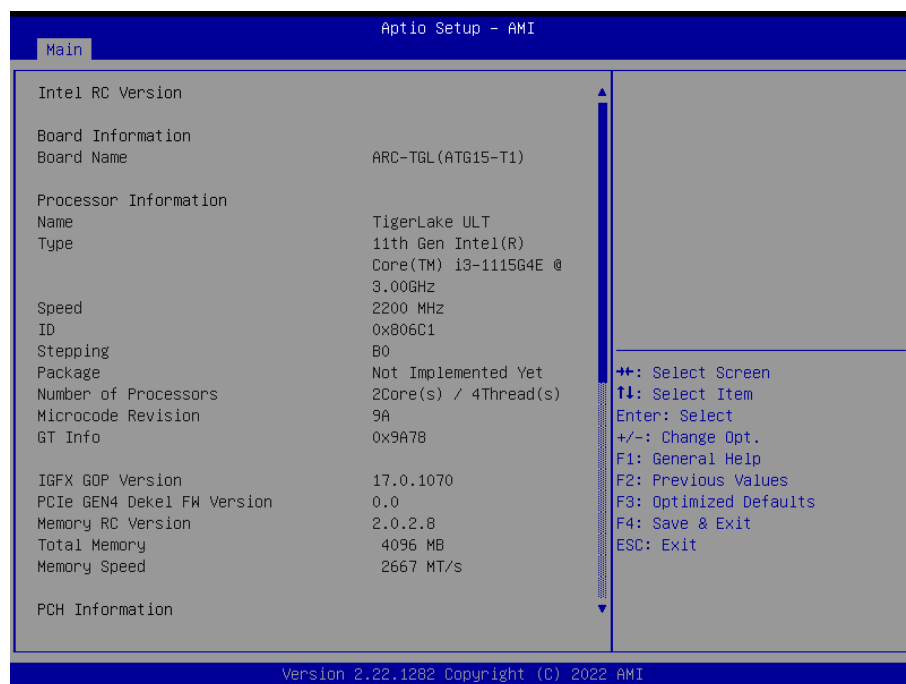 Aptio Setup - AMI
Main
Intel RC Version
Board Information
Board Name ARC-TGL(ATG15-T1)
Processor Information
Name TigerLake ULT
Type 11th Gen Intel(R)
Core(TM) i3-1115G4E @
3.00GHz
Speed 2200 MHz
ID 0x806C1
Stepping B0
Package Not Implemented Yet
Number of Processors 2Core(s) / 4Thread(s)
Microcode Revision 9A
GT Info 0x9A78
IGFX GOP Version 17.0.1070
PCIe GEN4 Dekel FW Version 0.0
Memory RC Version 2.0.2.8
Total Memory 4096 MB
Memory Speed 2667 MT/s
PCH Information
→←: Select Screen
↑↓: Select Item
Enter: Select
+/-: Change Opt.
F1: General Help
F2: Previous Values
F3: Optimized Defaults
F4: Save & Exit
ESC: Exit
Version 2.22.1282 Copyright (C) 2022 AMI